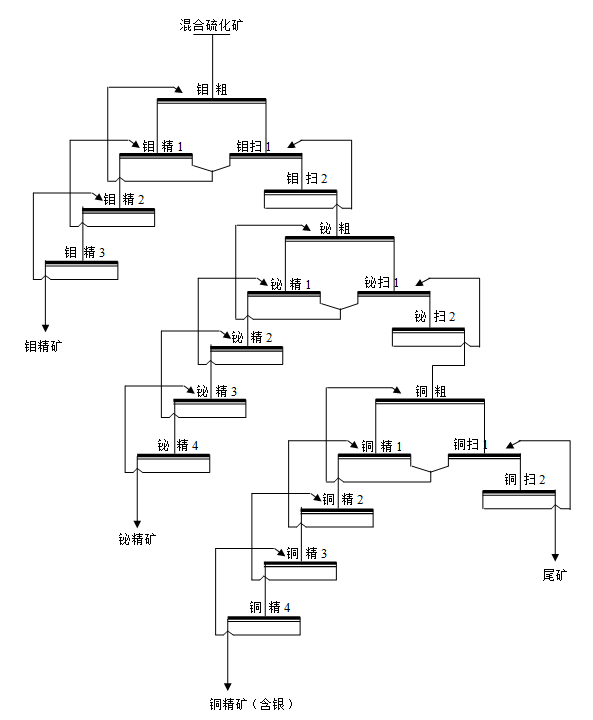 混合硫化矿
钼 粗
钼 精 1
钼扫 1
钼 扫 2
钼 精 2
钼 精 3
钼精矿
铋 粗
铋 精 1
铋扫 1
铋 扫 2
铋 精 2
铋 精 3
铋 精 4
铋精矿
铜 粗
铜 精 1
铜扫 1
铜 扫 2
铜 精 2
铜 精 3
铜 精 4
尾矿
铜精矿（含银）